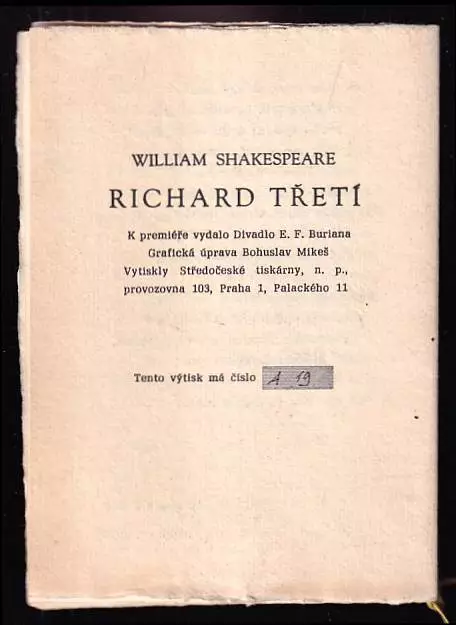 WILLIAM SHAKESPEARE
RICHARD TŘETÍ
K premiéře vydalo Divadlo E. F. Buriana
Grafická úprava Bohuslav Mikeš
Vytiskly Středočeské tiskárny, n. p.,
provozovna 103, Praha 1, Palackého 11
Tento výtisk má číslo A 19